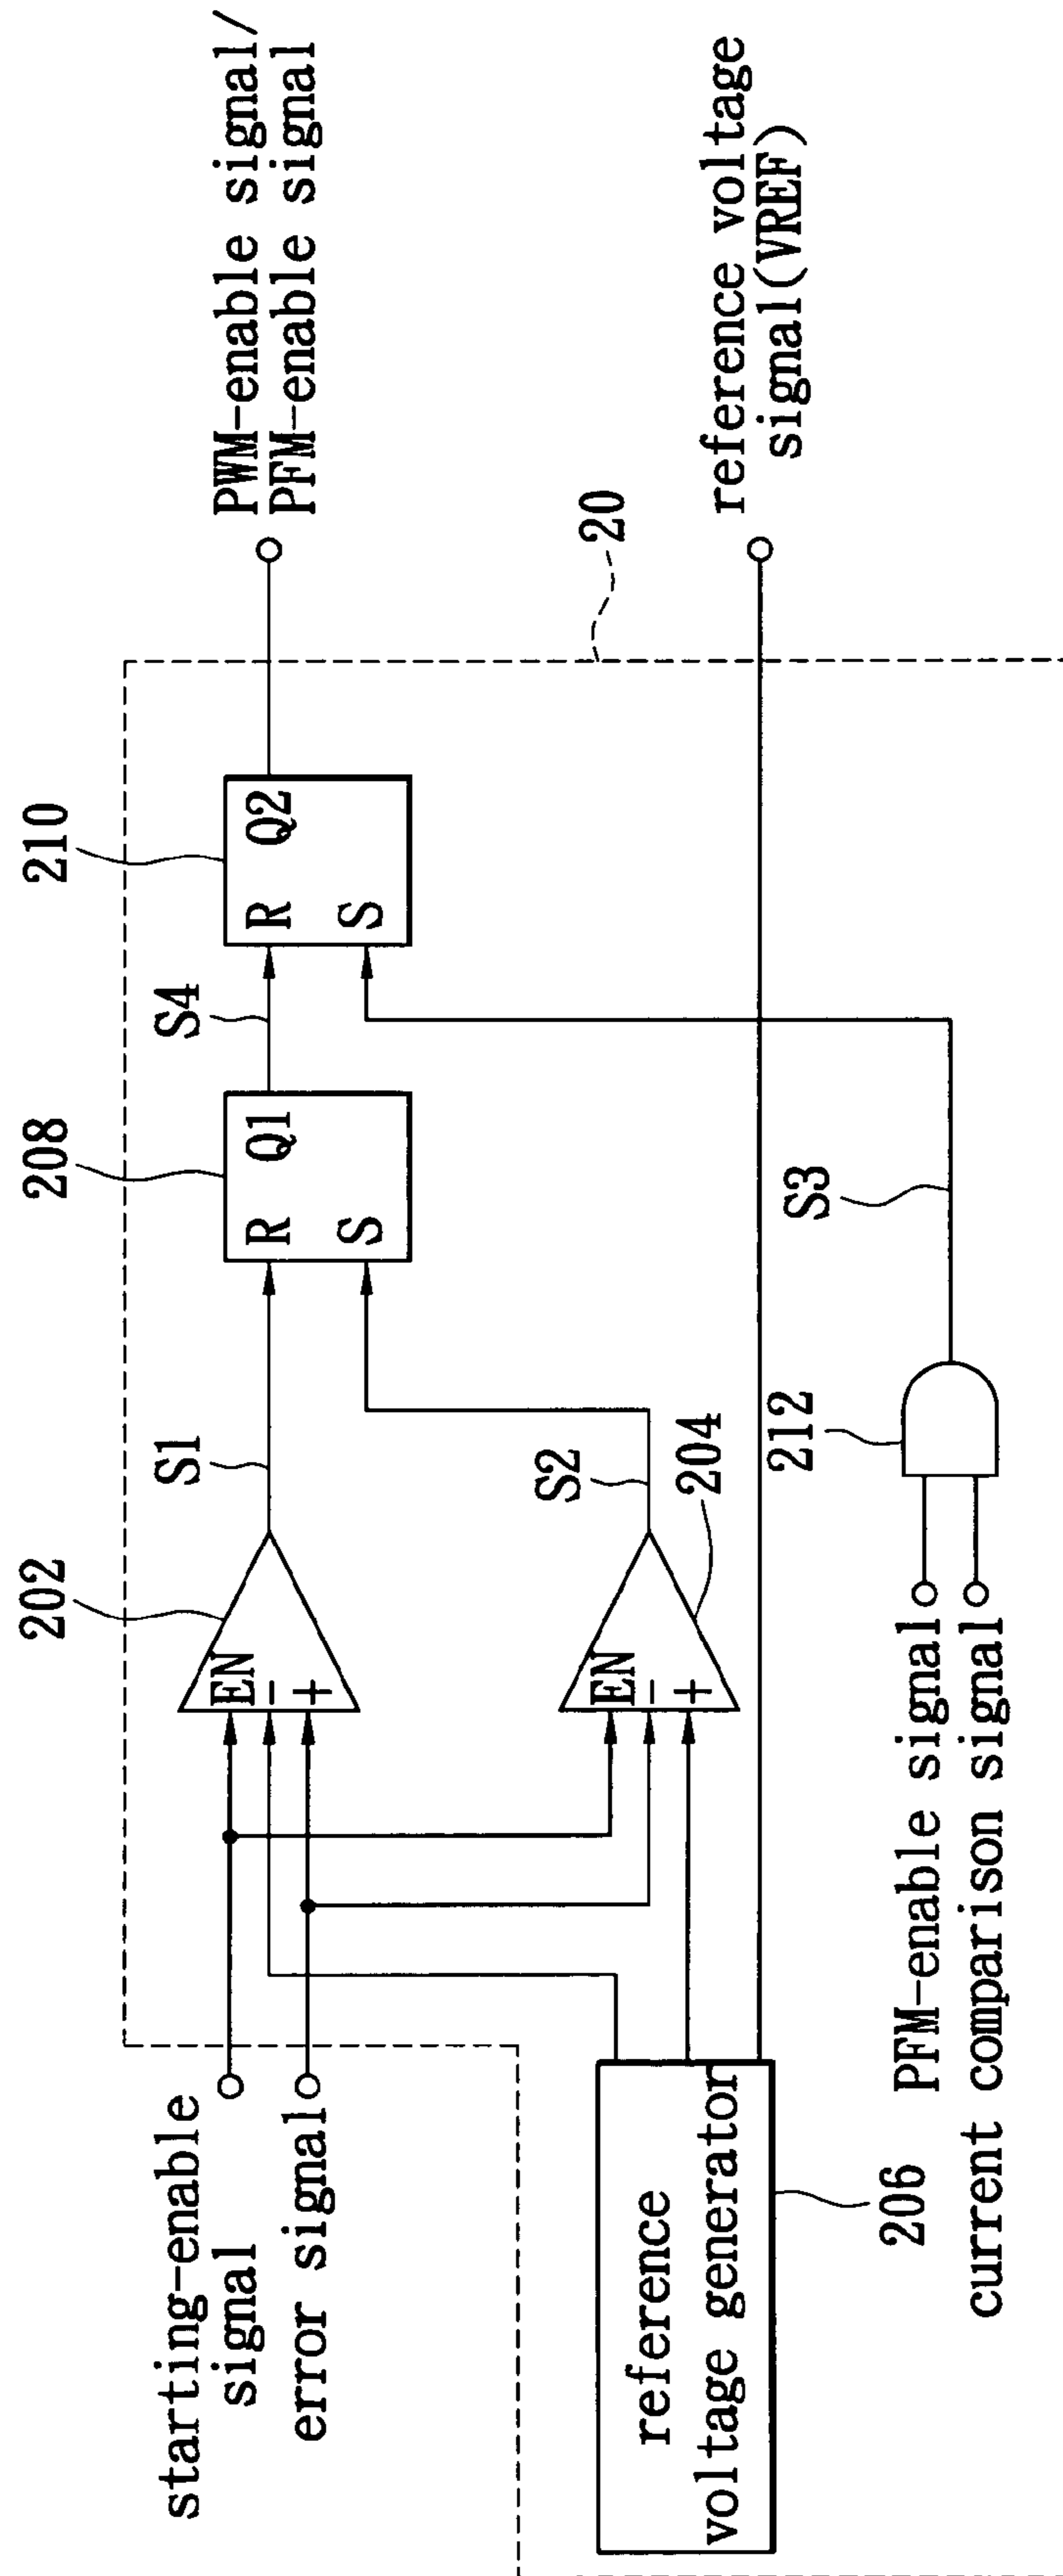 starting-enable
signal
error signal
202
EN
−
+
S1
208
R Q1
S
S4
210
R Q2
S
PWM-enable signal/
PFM-enable signal
20
reference voltage
signal(VREF)
S2
204
EN
−
+
reference
voltage generator
206
212
S3
PFM-enable signal
current comparison signal